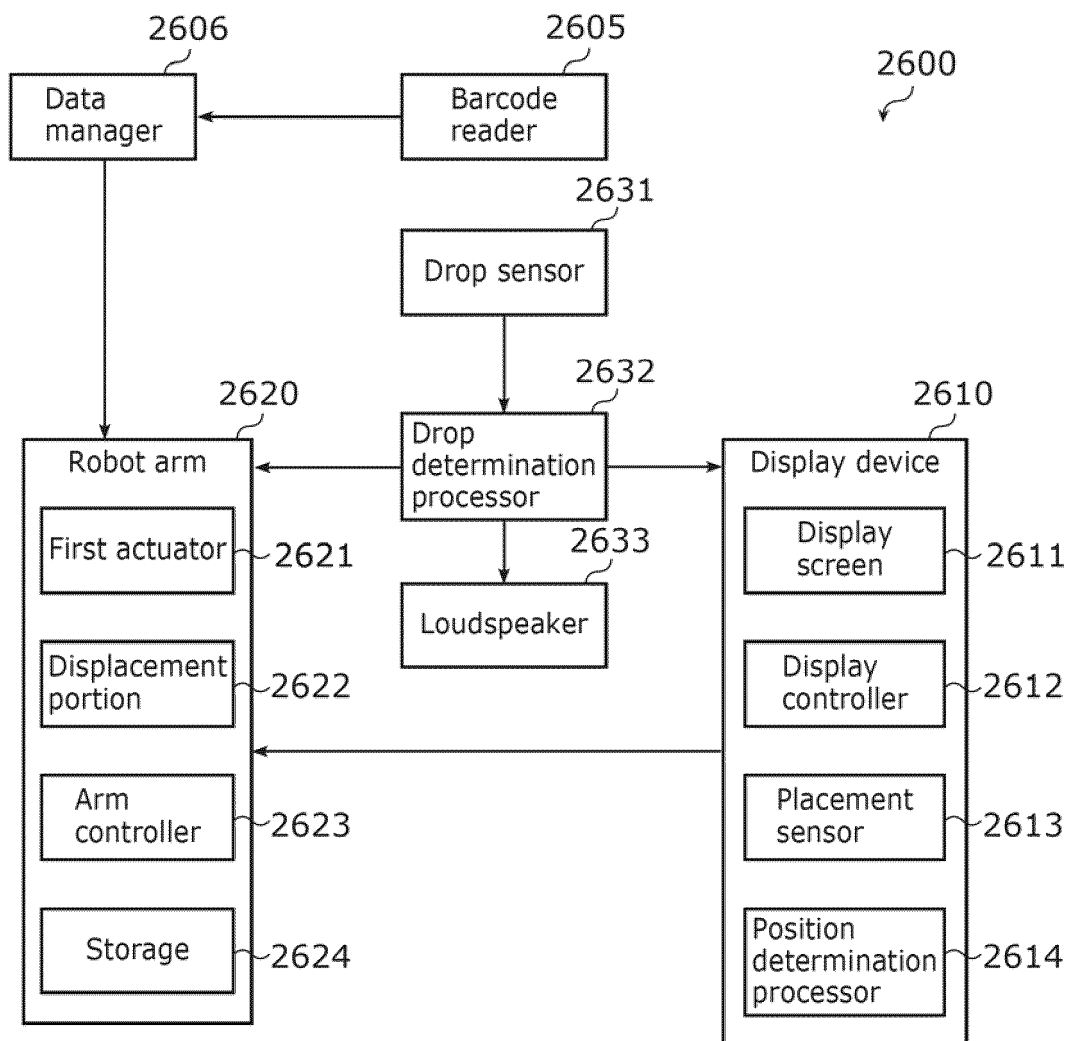 2606
2605
2600
Data
manager
Barcode
reader
2631
Drop sensor
2632
2620
2610
Robot arm
Drop
determination
processor
Display device
First actuator
2621
2633
Display
screen
2611
Loudspeaker
Displacement
portion
2622
Display
controller
2612
Arm
controller
2623
Placement
sensor
2613
Storage
2624
Position
determination
processor
2614